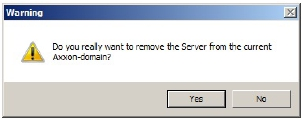 Warning
Do you really want to remove the Server from the current
Axxon-domain?
Yes
No